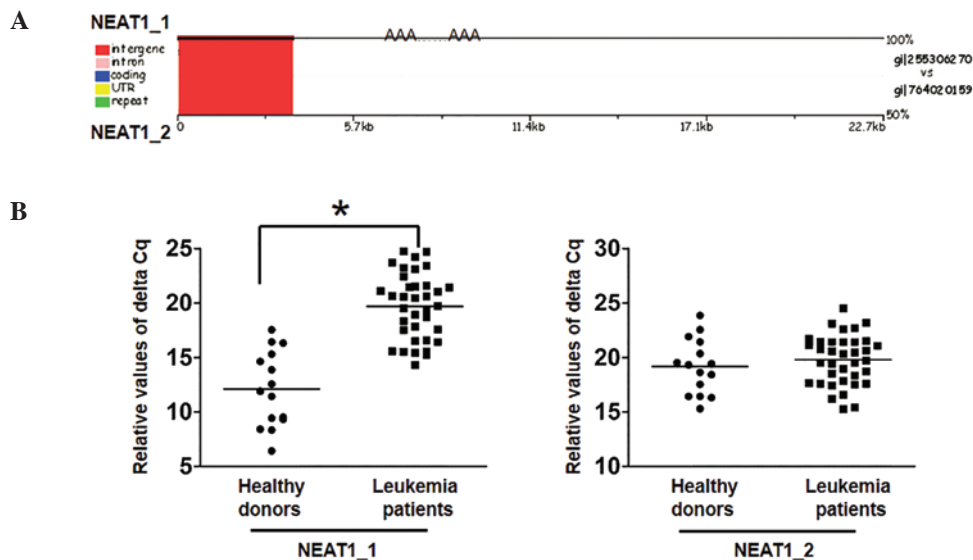 A
NEAT1_1
AAA AAA
100%
intergene
intron
coding
UTR
repeat
gi|255306270
vs
gi|764020159
50%
NEAT1_2
0 5.7kb 11.4kb 17.1kb 22.7kb
B
*
Relative values of delta Cq
25
20
15
10
5
Healthy donors
Leukemia patients
NEAT1_1
Relative values of delta Cq
30
25
20
15
10
Healthy donors
Leukemia patients
NEAT1_2